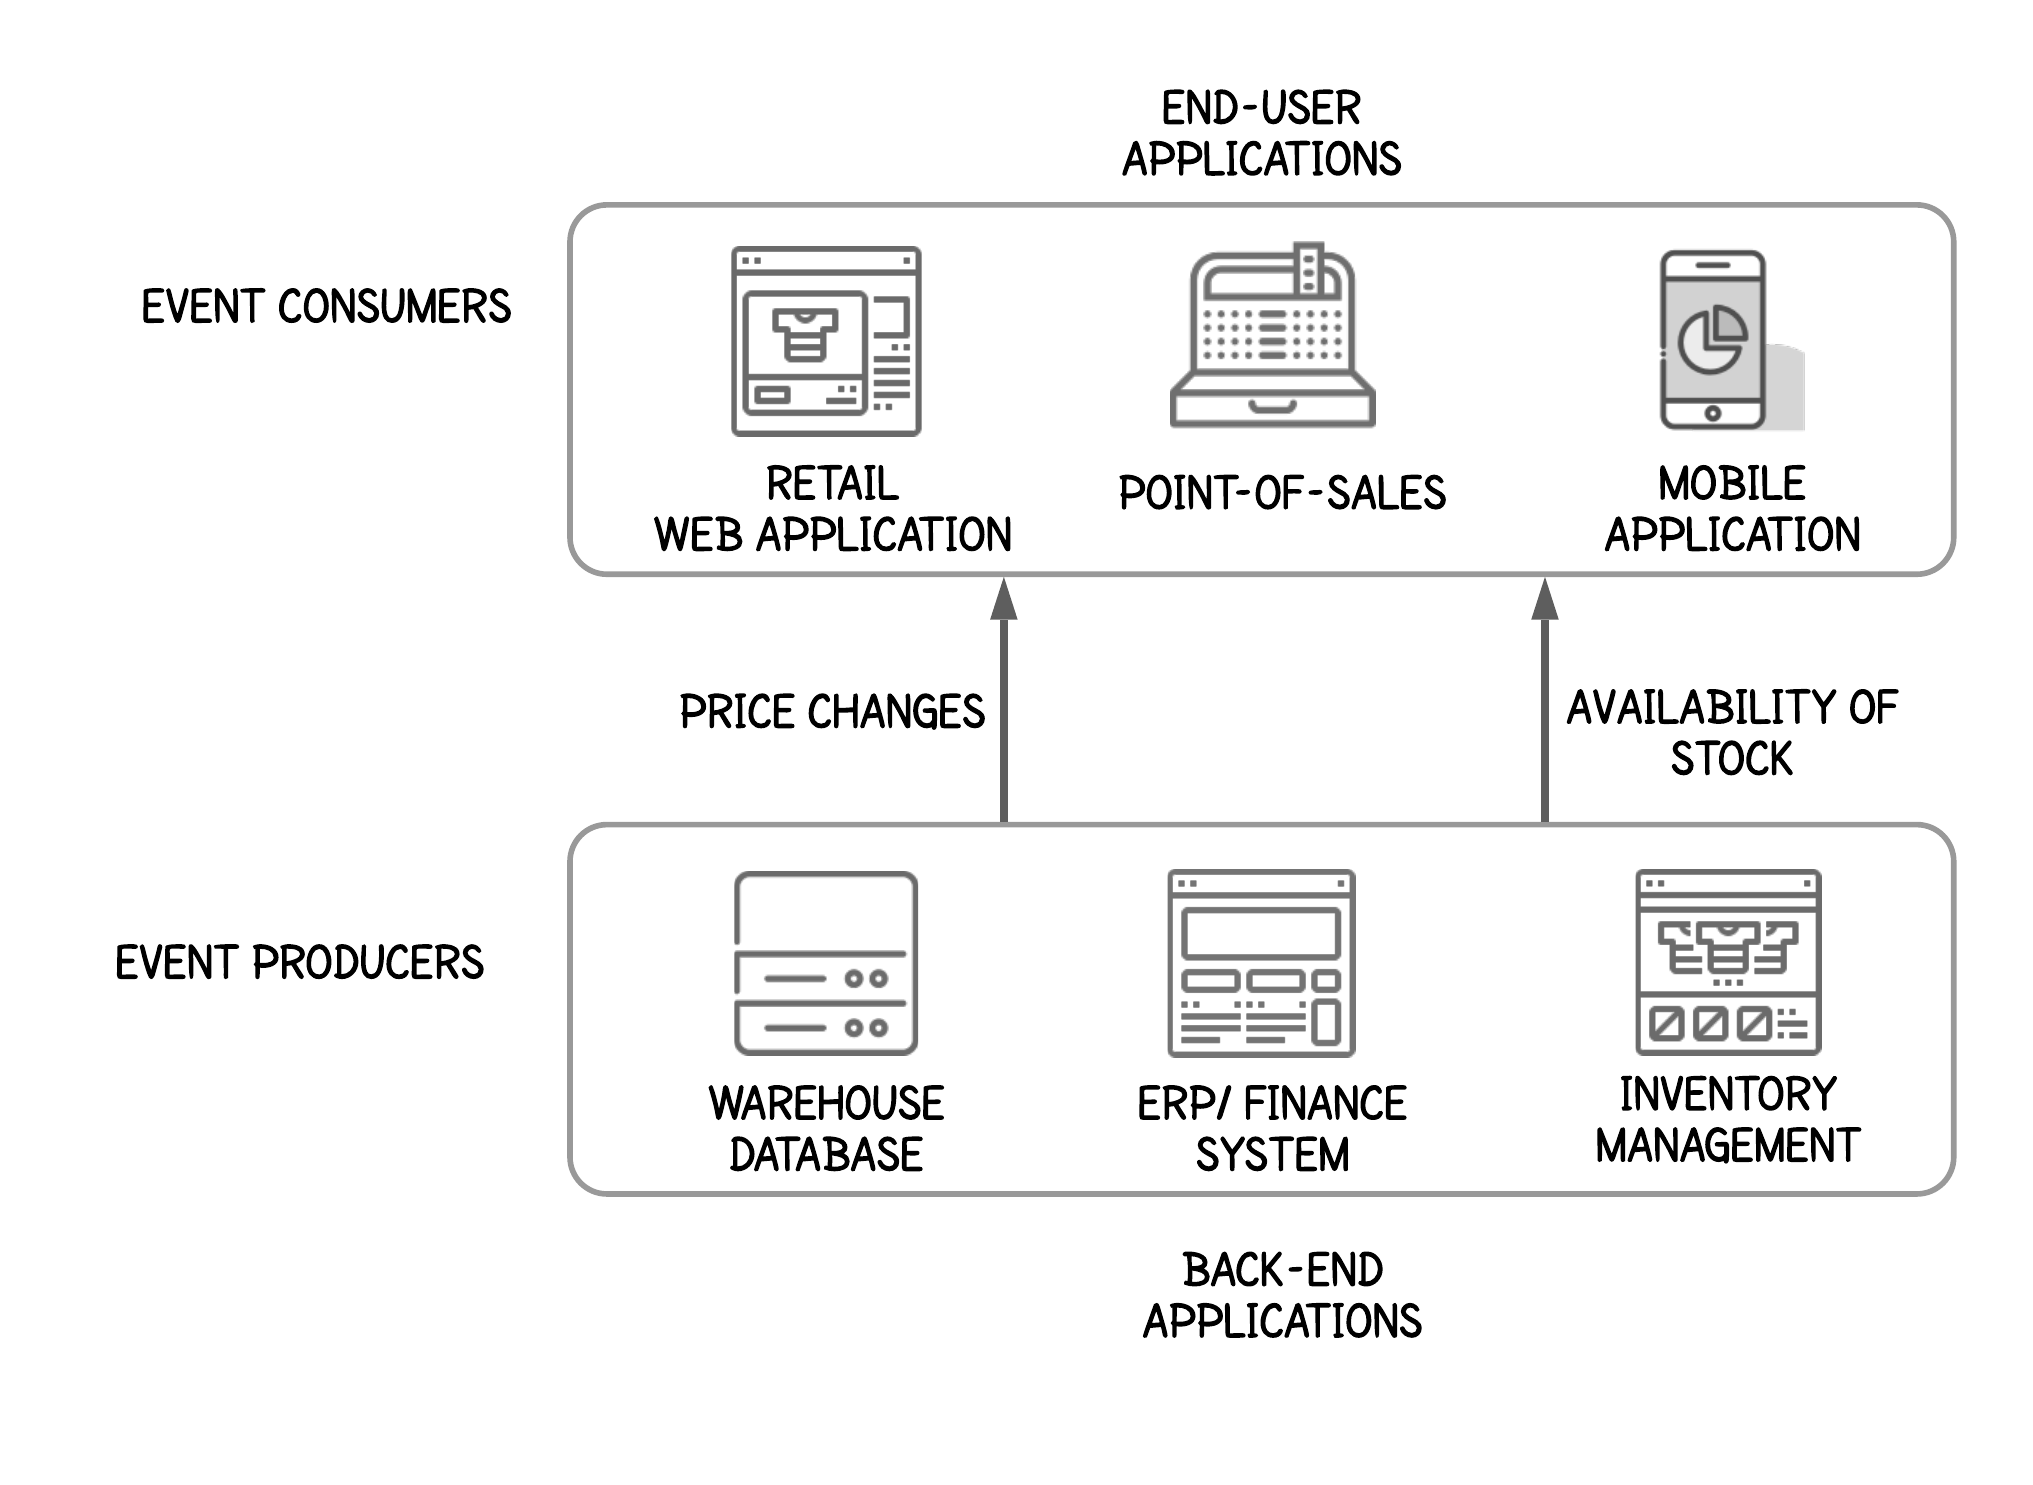 END-USER
APPLICATIONS
EVENT CONSUMERS
RETAIL
WEB APPLICATION
POINT-OF-SALES
MOBILE
APPLICATION
PRICE CHANGES
AVAILABILITY OF
STOCK
EVENT PRODUCERS
WAREHOUSE
DATABASE
ERP/ FINANCE
SYSTEM
INVENTORY
MANAGEMENT
BACK-END
APPLICATIONS